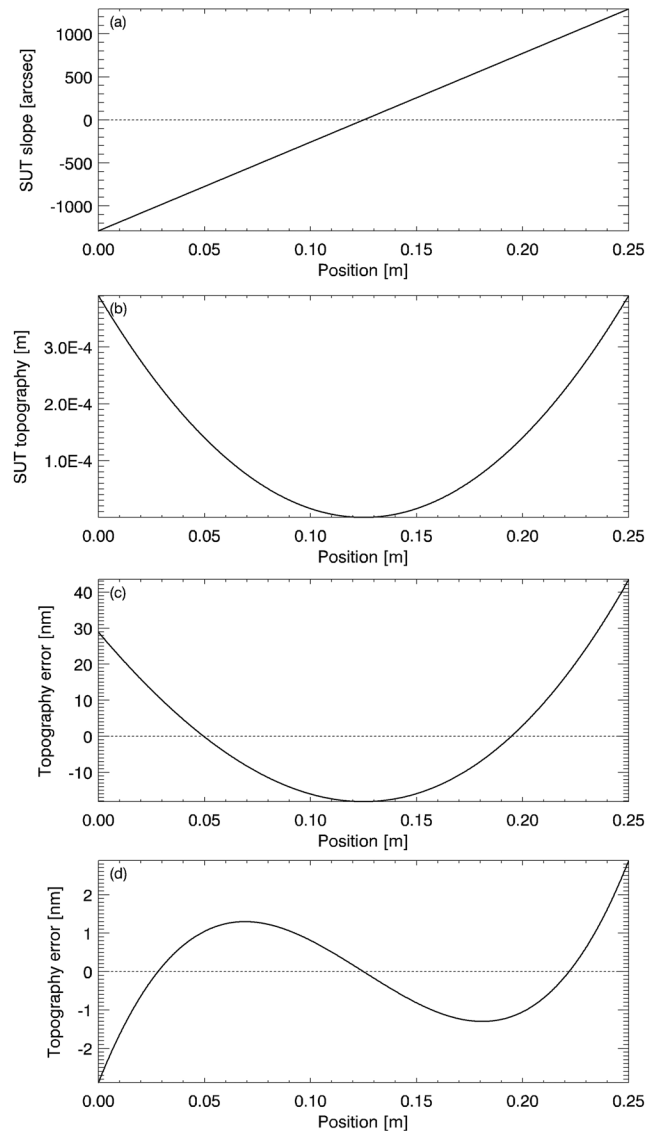 (a)
SUT slope [arcsec]
1000
500
0
-500
-1000
0.00 0.05 0.10 0.15 0.20 0.25
Position [m]
(b)
SUT topography [m]
3.0E-4
2.0E-4
1.0E-4
0.00 0.05 0.10 0.15 0.20 0.25
Position [m]
(c)
Topography error [nm]
40
30
20
10
0
-10
0.00 0.05 0.10 0.15 0.20 0.25
Position [m]
(d)
Topography error [nm]
2
1
0
-1
-2
0.00 0.05 0.10 0.15 0.20 0.25
Position [m]